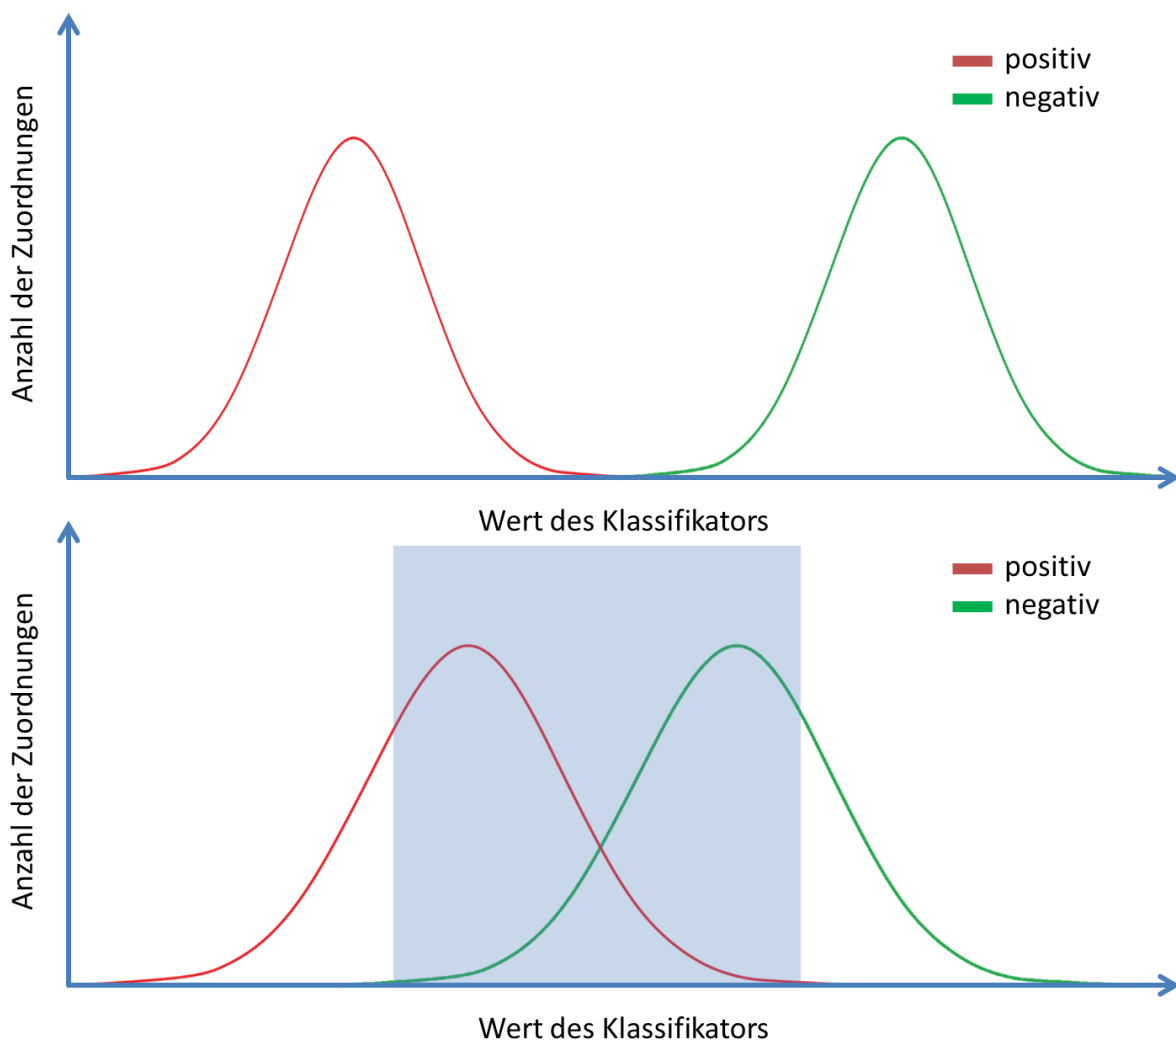 positiv
negativ
Anzahl der Zuordnungen
Wert des Klassifikators
positiv
negativ
Anzahl der Zuordnungen
Wert des Klassifikators